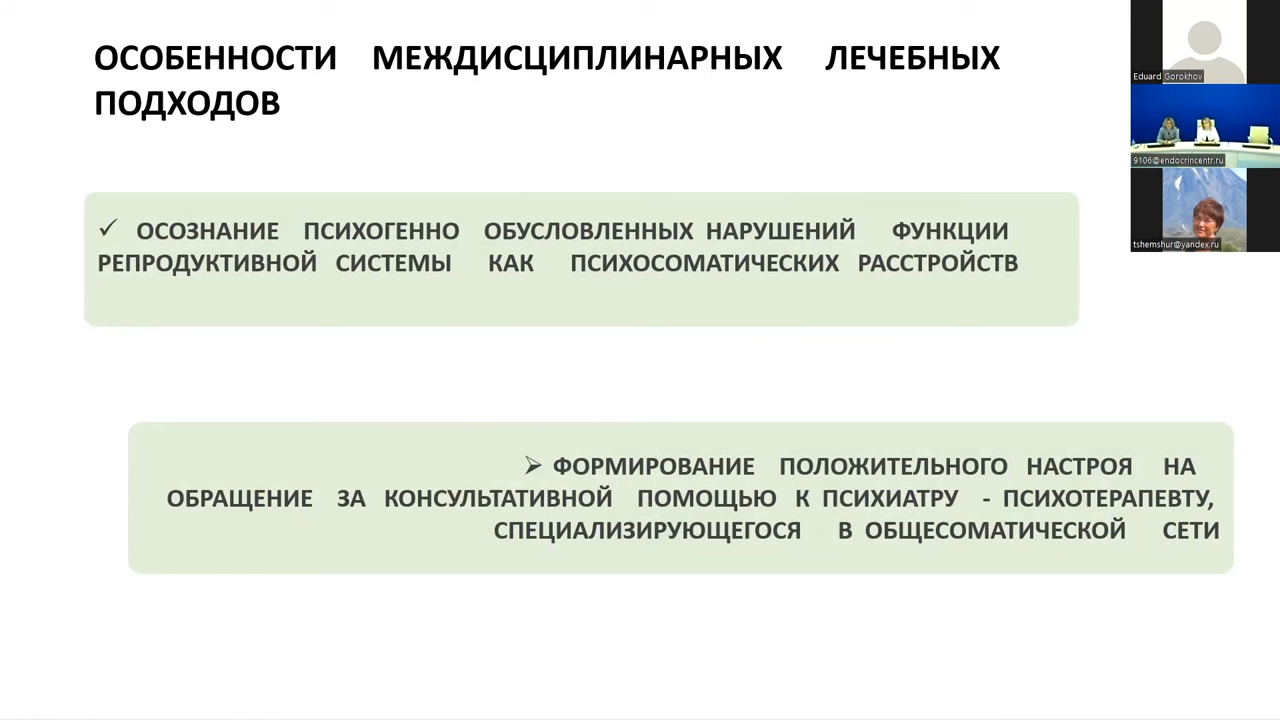 ОСОБЕННОСТИ МЕЖДИСЦИПЛИНАРНЫХ ЛЕЧЕБНЫХ
ПОДХОДОВ
✓ ОСОЗНАНИЕ ПСИХОГЕННО ОБУСЛОВЛЕННЫХ НАРУШЕНИЙ ФУНКЦИИ
РЕПРОДУКТИВНОЙ СИСТЕМЫ КАК ПСИХОСОМАТИЧЕСКИХ РАССТРОЙСТВ
➢ ФОРМИРОВАНИЕ ПОЛОЖИТЕЛЬНОГО НАСТРОЯ НА
ОБРАЩЕНИЕ ЗА КОНСУЛЬТАТИВНОЙ ПОМОЩЬЮ К ПСИХИАТРУ - ПСИХОТЕРАПЕВТУ,
СПЕЦИАЛИЗИРУЮЩЕГОСЯ В ОБЩЕСОМАТИЧЕСКОЙ СЕТИ
Eduard Gorokhov
9106@endocrincentr.ru
tshemshur@yandex.ru